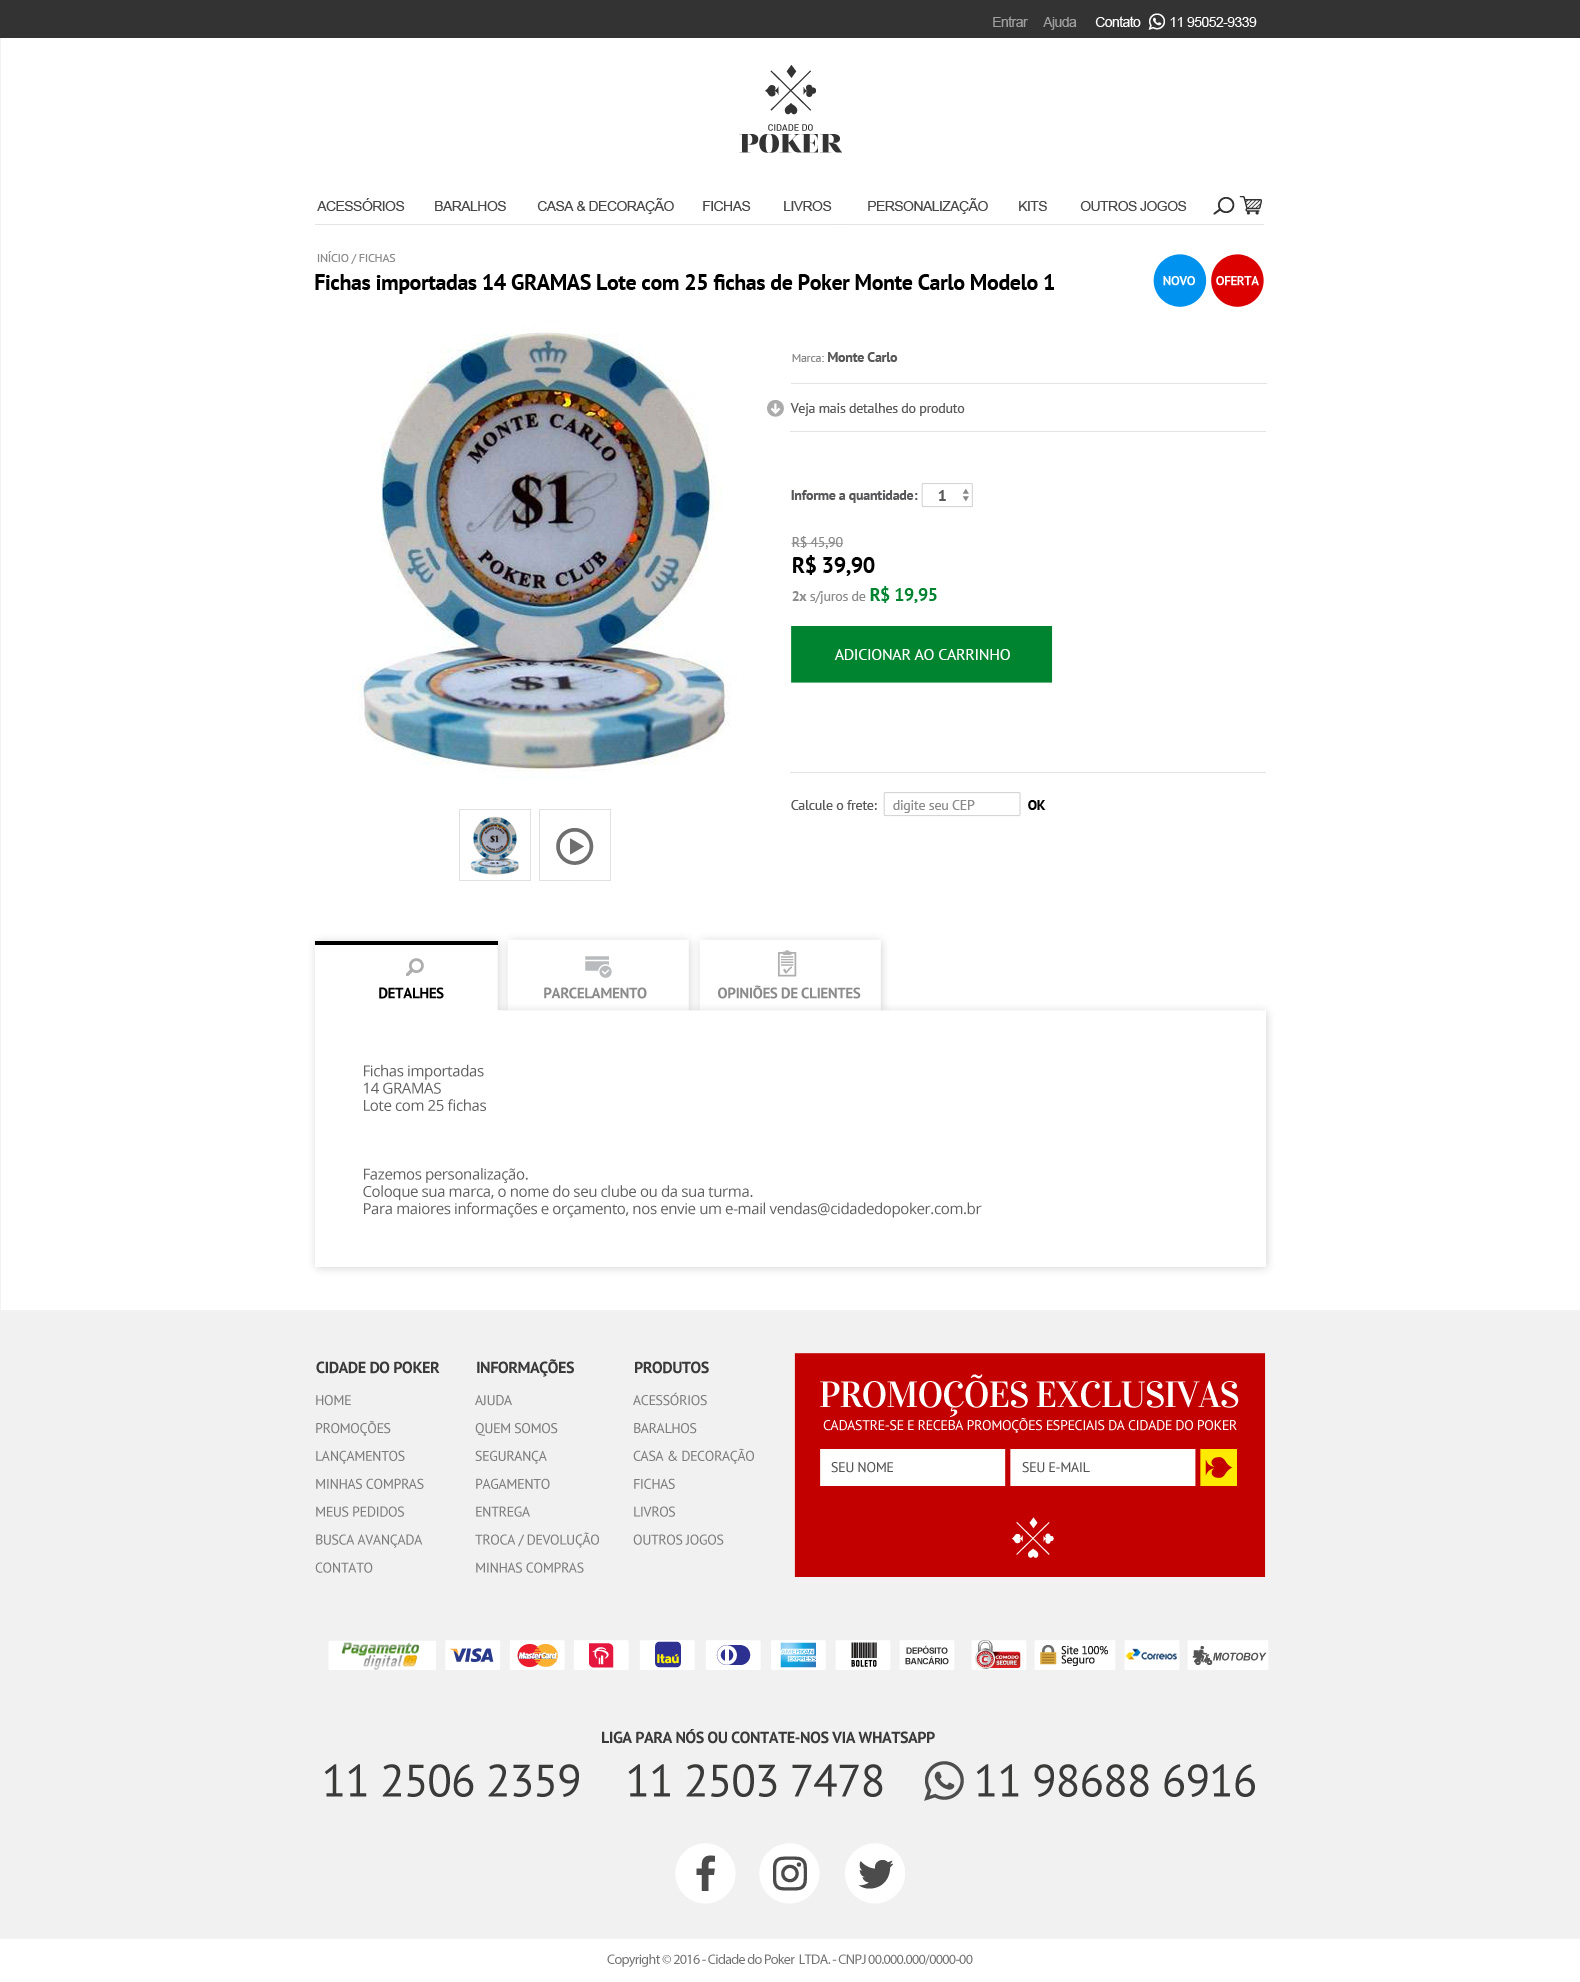 Entrar Ajuda Contato 11 95052-9339
CIDADE DO
POKER
ACESSÓRIOS BARALHOS CASA & DECORAÇÃO FICHAS LIVROS PERSONALIZAÇÃO KITS OUTROS JOGOS
INÍCIO / FICHAS
Fichas importadas 14 GRAMAS Lote com 25 fichas de Poker Monte Carlo Modelo 1
NOVO OFERTA
MONTE CARLO
$1
POKER CLUB
MONTE CARLO
$1
POKER CLUB
Marca: Monte Carlo
Veja mais detalhes do produto
Informe a quantidade: 1
R$ 45,90
R$ 39,90
2x s/juros de R$ 19,95
ADICIONAR AO CARRINHO
Calcule o frete: digite seu CEP OK
$1
DETALHES PARCELAMENTO OPINIÕES DE CLIENTES
Fichas importadas
14 GRAMAS
Lote com 25 fichas
Fazemos personalização.
Coloque sua marca, o nome do seu clube ou da sua turma.
Para maiores informações e orçamento, nos envie um e-mail vendas@cidadedopoker.com.br
CIDADE DO POKER
HOME
PROMOÇÕES
LANÇAMENTOS
MINHAS COMPRAS
MEUS PEDIDOS
BUSCA AVANÇADA
CONTATO
INFORMAÇÕES
AJUDA
QUEM SOMOS
SEGURANÇA
PAGAMENTO
ENTREGA
TROCA / DEVOLUÇÃO
MINHAS COMPRAS
PRODUTOS
ACESSÓRIOS
BARALHOS
CASA & DECORAÇÃO
FICHAS
LIVROS
OUTROS JOGOS
PROMOÇÕES EXCLUSIVAS
CADASTRE-SE E RECEBA PROMOÇÕES ESPECIAIS DA CIDADE DO POKER
SEU NOME SEU E-MAIL
Pagamento
digital
VISA
MasterCard
Itaú
AMERICAN
EXPRESS
BOLETO
DEPÓSITO
BANCÁRIO
COMODO
SECURE
Site 100%
Seguro
CORREIOS
MOTOBOY
LIGA PARA NÓS OU CONTATE-NOS VIA WHATSAPP
11 2506 2359 11 2503 7478 11 98688 6916
Copyright © 2016 - Cidade do Poker LTDA. - CNPJ 00.000.000/0000-00